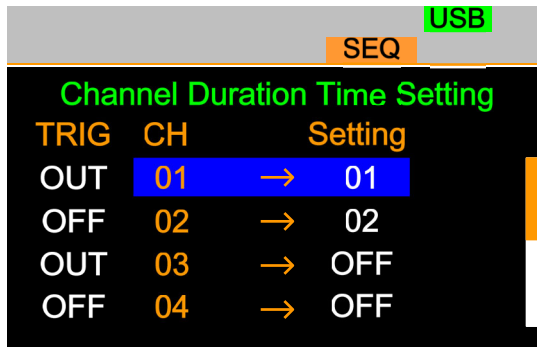 USB
SEQ
Channel Duration Time Setting
TRIG CH Setting
OUT 01 → 01
OFF 02 → 02
OUT 03 → OFF
OFF 04 → OFF